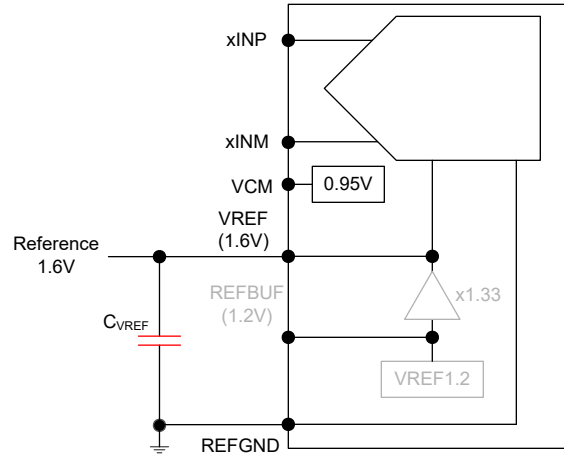 xINP
xINM
VCM
0.95V
VREF
(1.6V)
Reference
1.6V
REFBUF
(1.2V)
x1.33
CVREF
VREF1.2
REFGND